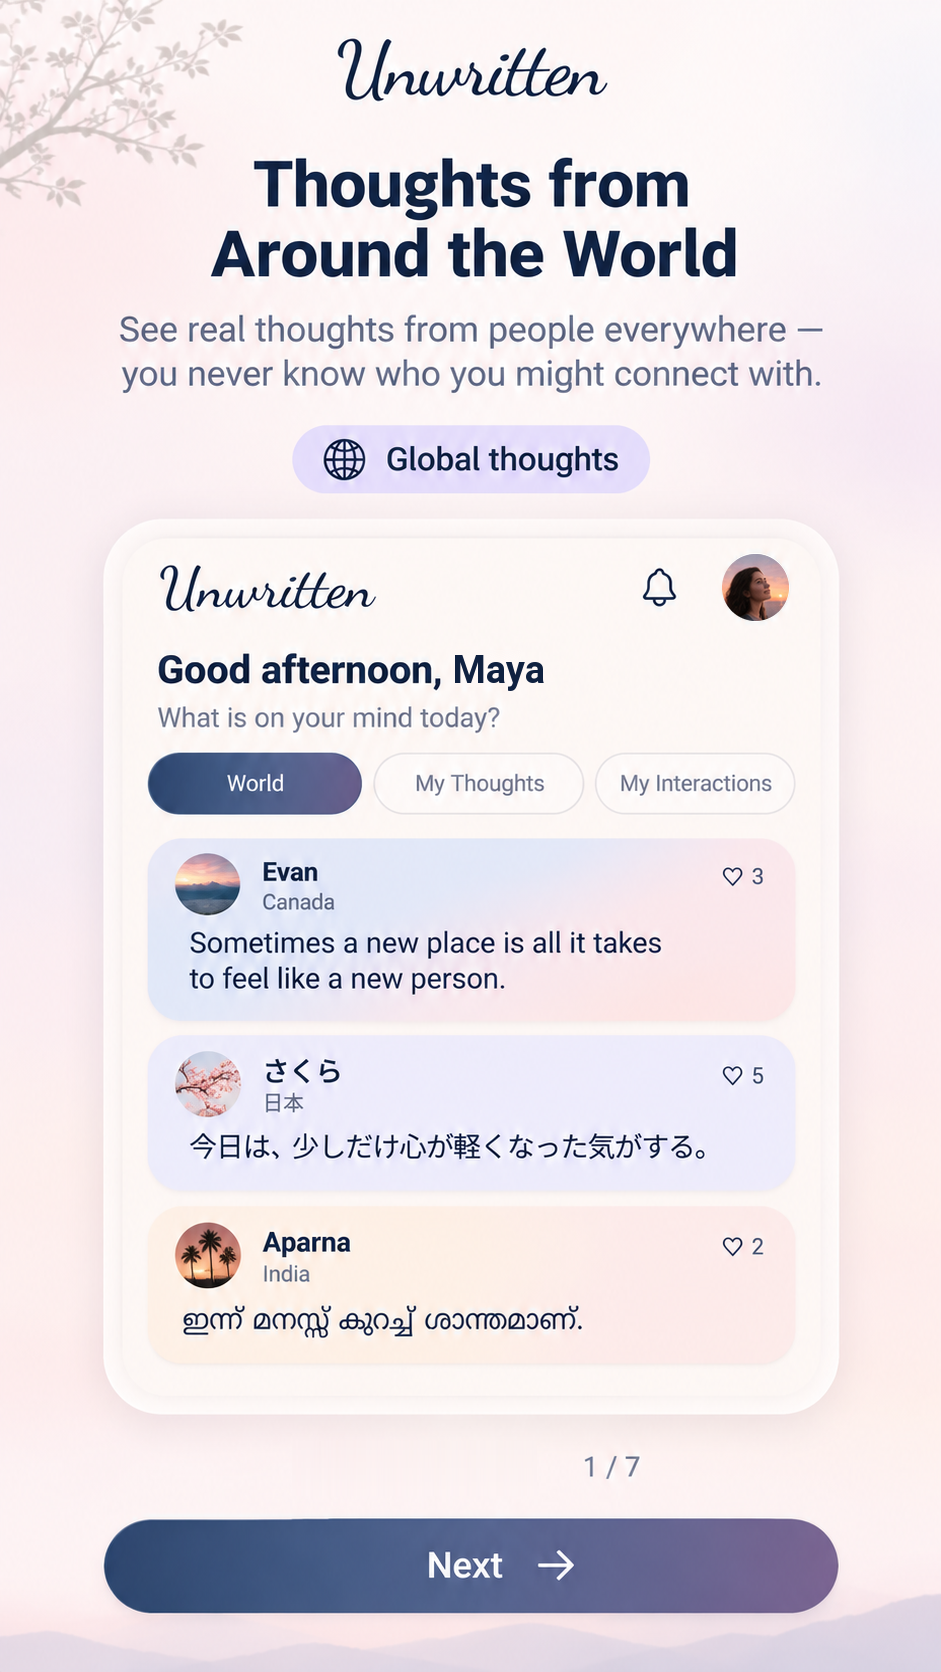 Unwritten
Thoughts from
Around the World
See real thoughts from people everywhere —
you never know who you might connect with.
Global thoughts
Unwritten
Good afternoon, Maya
What is on your mind today?
World
My Thoughts
My Interactions
Evan
3
Canada
Sometimes a new place is all it takes
to feel like a new person.
さくら
5
日本
今日は、少しだけ心が軽くなった気がする。
Aparna
2
India
ഇന്ന് മനസ്സ് കുറച്ച് ശാന്തമാണ്.
1 / 7
Next →